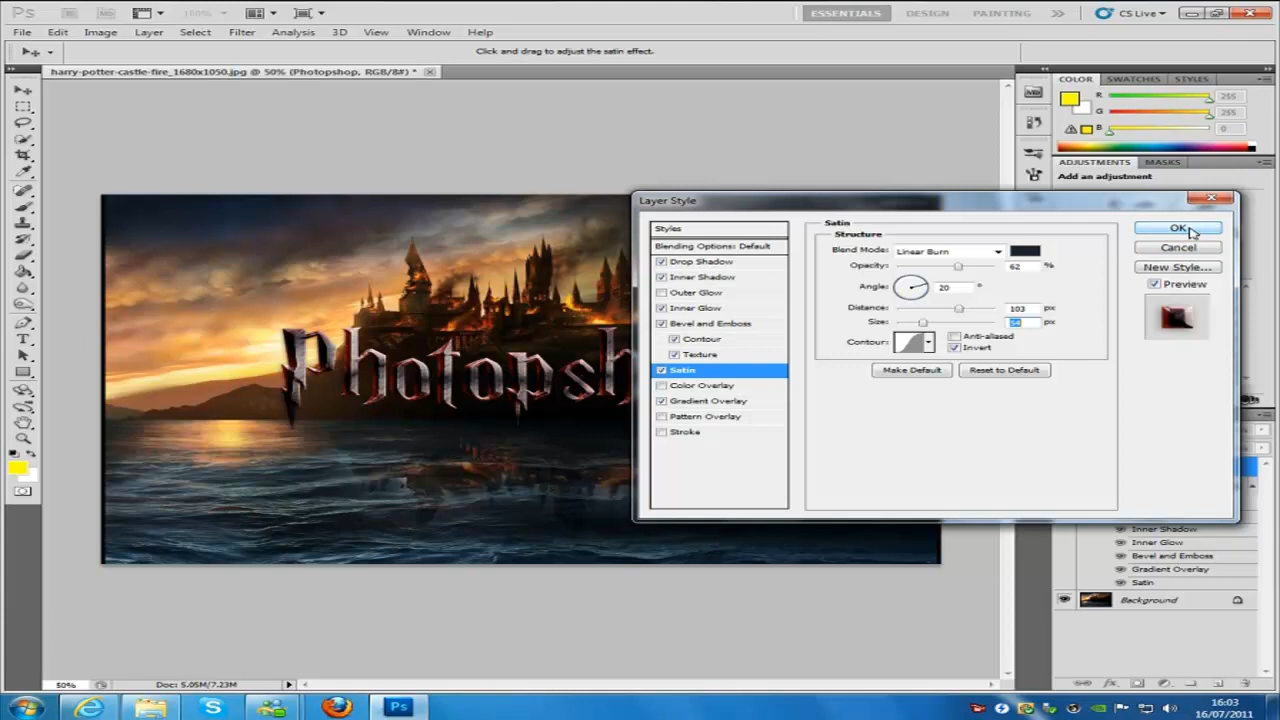 Ps 100% ESSENTIALS DESIGN PAINTING CS Live
File Edit Image Layer Select Filter Analysis 3D View Window Help
Click and drag to adjust the satin effect.
harry-potter-castle-fire_1680x1050.jpg @ 50% (Photopshop, RGB/8#) *
COLOR SWATCHES STYLES
R 255
G 255
B 0
ADJUSTMENTS MASKS
Add an adjustment
Layer Style
Styles
Blending Options: Default
Drop Shadow
Inner Shadow
Outer Glow
Inner Glow
Bevel and Emboss
Contour
Texture
Satin
Color Overlay
Gradient Overlay
Pattern Overlay
Stroke
Satin
Structure
Blend Mode: Linear Burn
Opacity: 62 %
Angle: 20 °
Distance: 103 px
Size: 54 px
Contour: Anti-aliased
Invert
Make Default Reset to Default
OK
Cancel
New Style...
Preview
Photopsh
Inner Shadow
Inner Glow
Bevel and Emboss
Gradient Overlay
Satin
Background
50% Doc: 5.05M/7.23M
Ps
16:03
16/07/2011